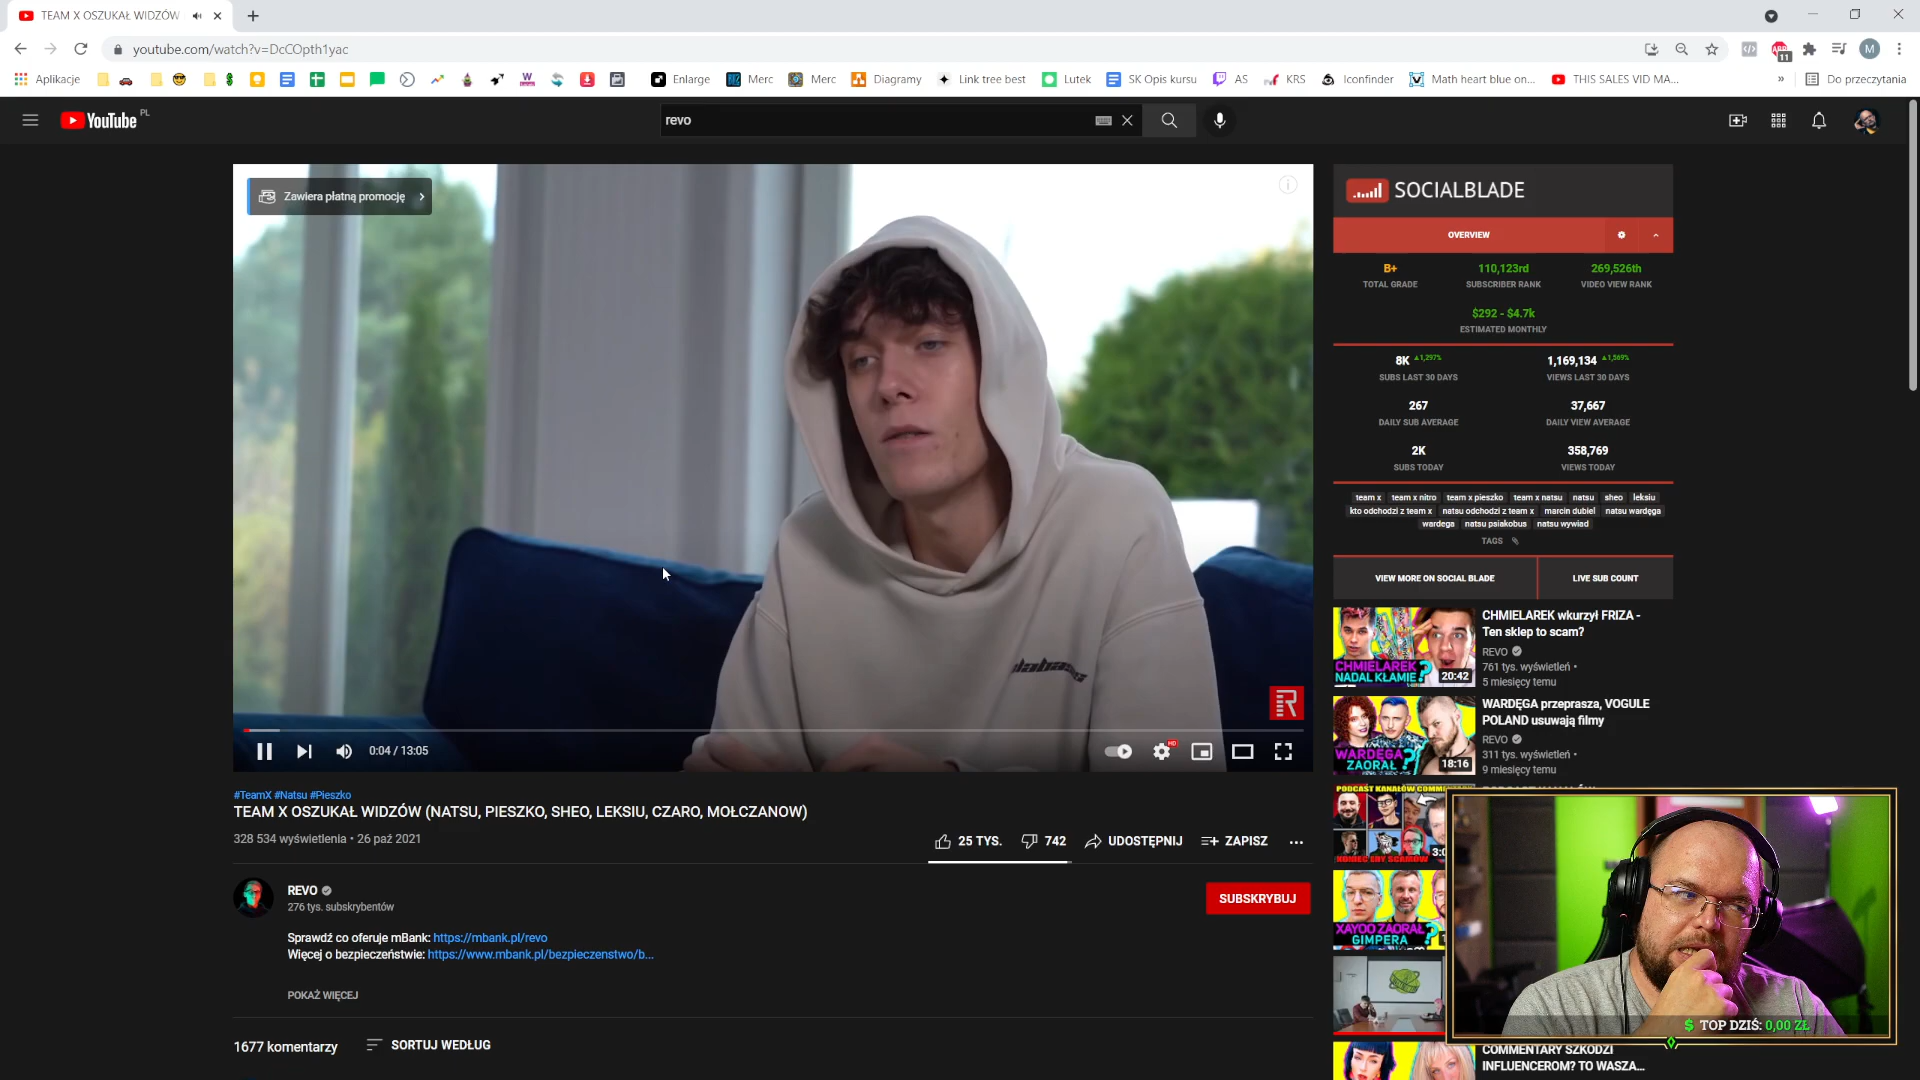 TEAM X OSZUKAŁ WIDZÓW
youtube.com/watch?v=DcCOpth1yac
11
M
Aplikacje
Enlarge
Merc
Merc
Diagramy
Link tree best
Lutek
SK Opis kursu
AS
KRS
Iconfinder
Math heart blue on...
THIS SALES VID MA...
»
Do przeczytania
YouTube PL
revo
Zawiera płatną promocję
R
HD
0:04 / 13:05
#TeamX #Natsu #Pieszko
TEAM X OSZUKAŁ WIDZÓW (NATSU, PIESZKO, SHEO, LEKSIU, CZARO, MOŁCZANOW)
328 534 wyświetlenia • 26 paź 2021
25 TYS.
742
UDOSTĘPNIJ
ZAPISZ
REVO
276 tys. subskrybentów
SUBSKRYBUJ
Sprawdź co oferuje mBank: https://mbank.pl/revo
Więcej o bezpieczeństwie: https://www.mbank.pl/bezpieczenstwo/b...
POKAŻ WIĘCEJ
1677 komentarzy
SORTUJ WEDŁUG
SOCIALBLADE
OVERVIEW
B+ 110,123rd 269,526th
TOTAL GRADE SUBSCRIBER RANK VIDEO VIEW RANK
$292 - $4.7k
ESTIMATED MONTHLY
8K ▲1,297% 1,169,134 ▲1,569%
SUBS LAST 30 DAYS VIEWS LAST 30 DAYS
267 37,667
DAILY SUB AVERAGE DAILY VIEW AVERAGE
2K 358,769
SUBS TODAY VIEWS TODAY
team x team x nitro team x pieszko team x natsu natsu sheo leksiu
kto odchodzi z team x natsu odchodzi z team x marcin dubiel natsu wardęga
wardega natsu psiakobus natsu wywiad
TAGS
VIEW MORE ON SOCIAL BLADE
LIVE SUB COUNT
CHMIELAREK
NADAL KŁAMIE?
20:42
CHMIELAREK wkurzył FRIZA -
Ten sklep to scam?
REVO
761 tys. wyświetleń •
5 miesięcy temu
WARDĘGA
ZAORAŁ?
18:16
WARDĘGA przeprasza, VOGULE
POLAND usuwają filmy
REVO
311 tys. wyświetleń •
9 miesięcy temu
XAYOO ZAORAŁ
GIMPERA ?
$ TOP DZIŚ: 0,00 ZŁ
COMMENTARY SZKODZI
INFLUENCEROM? TO WASZA...